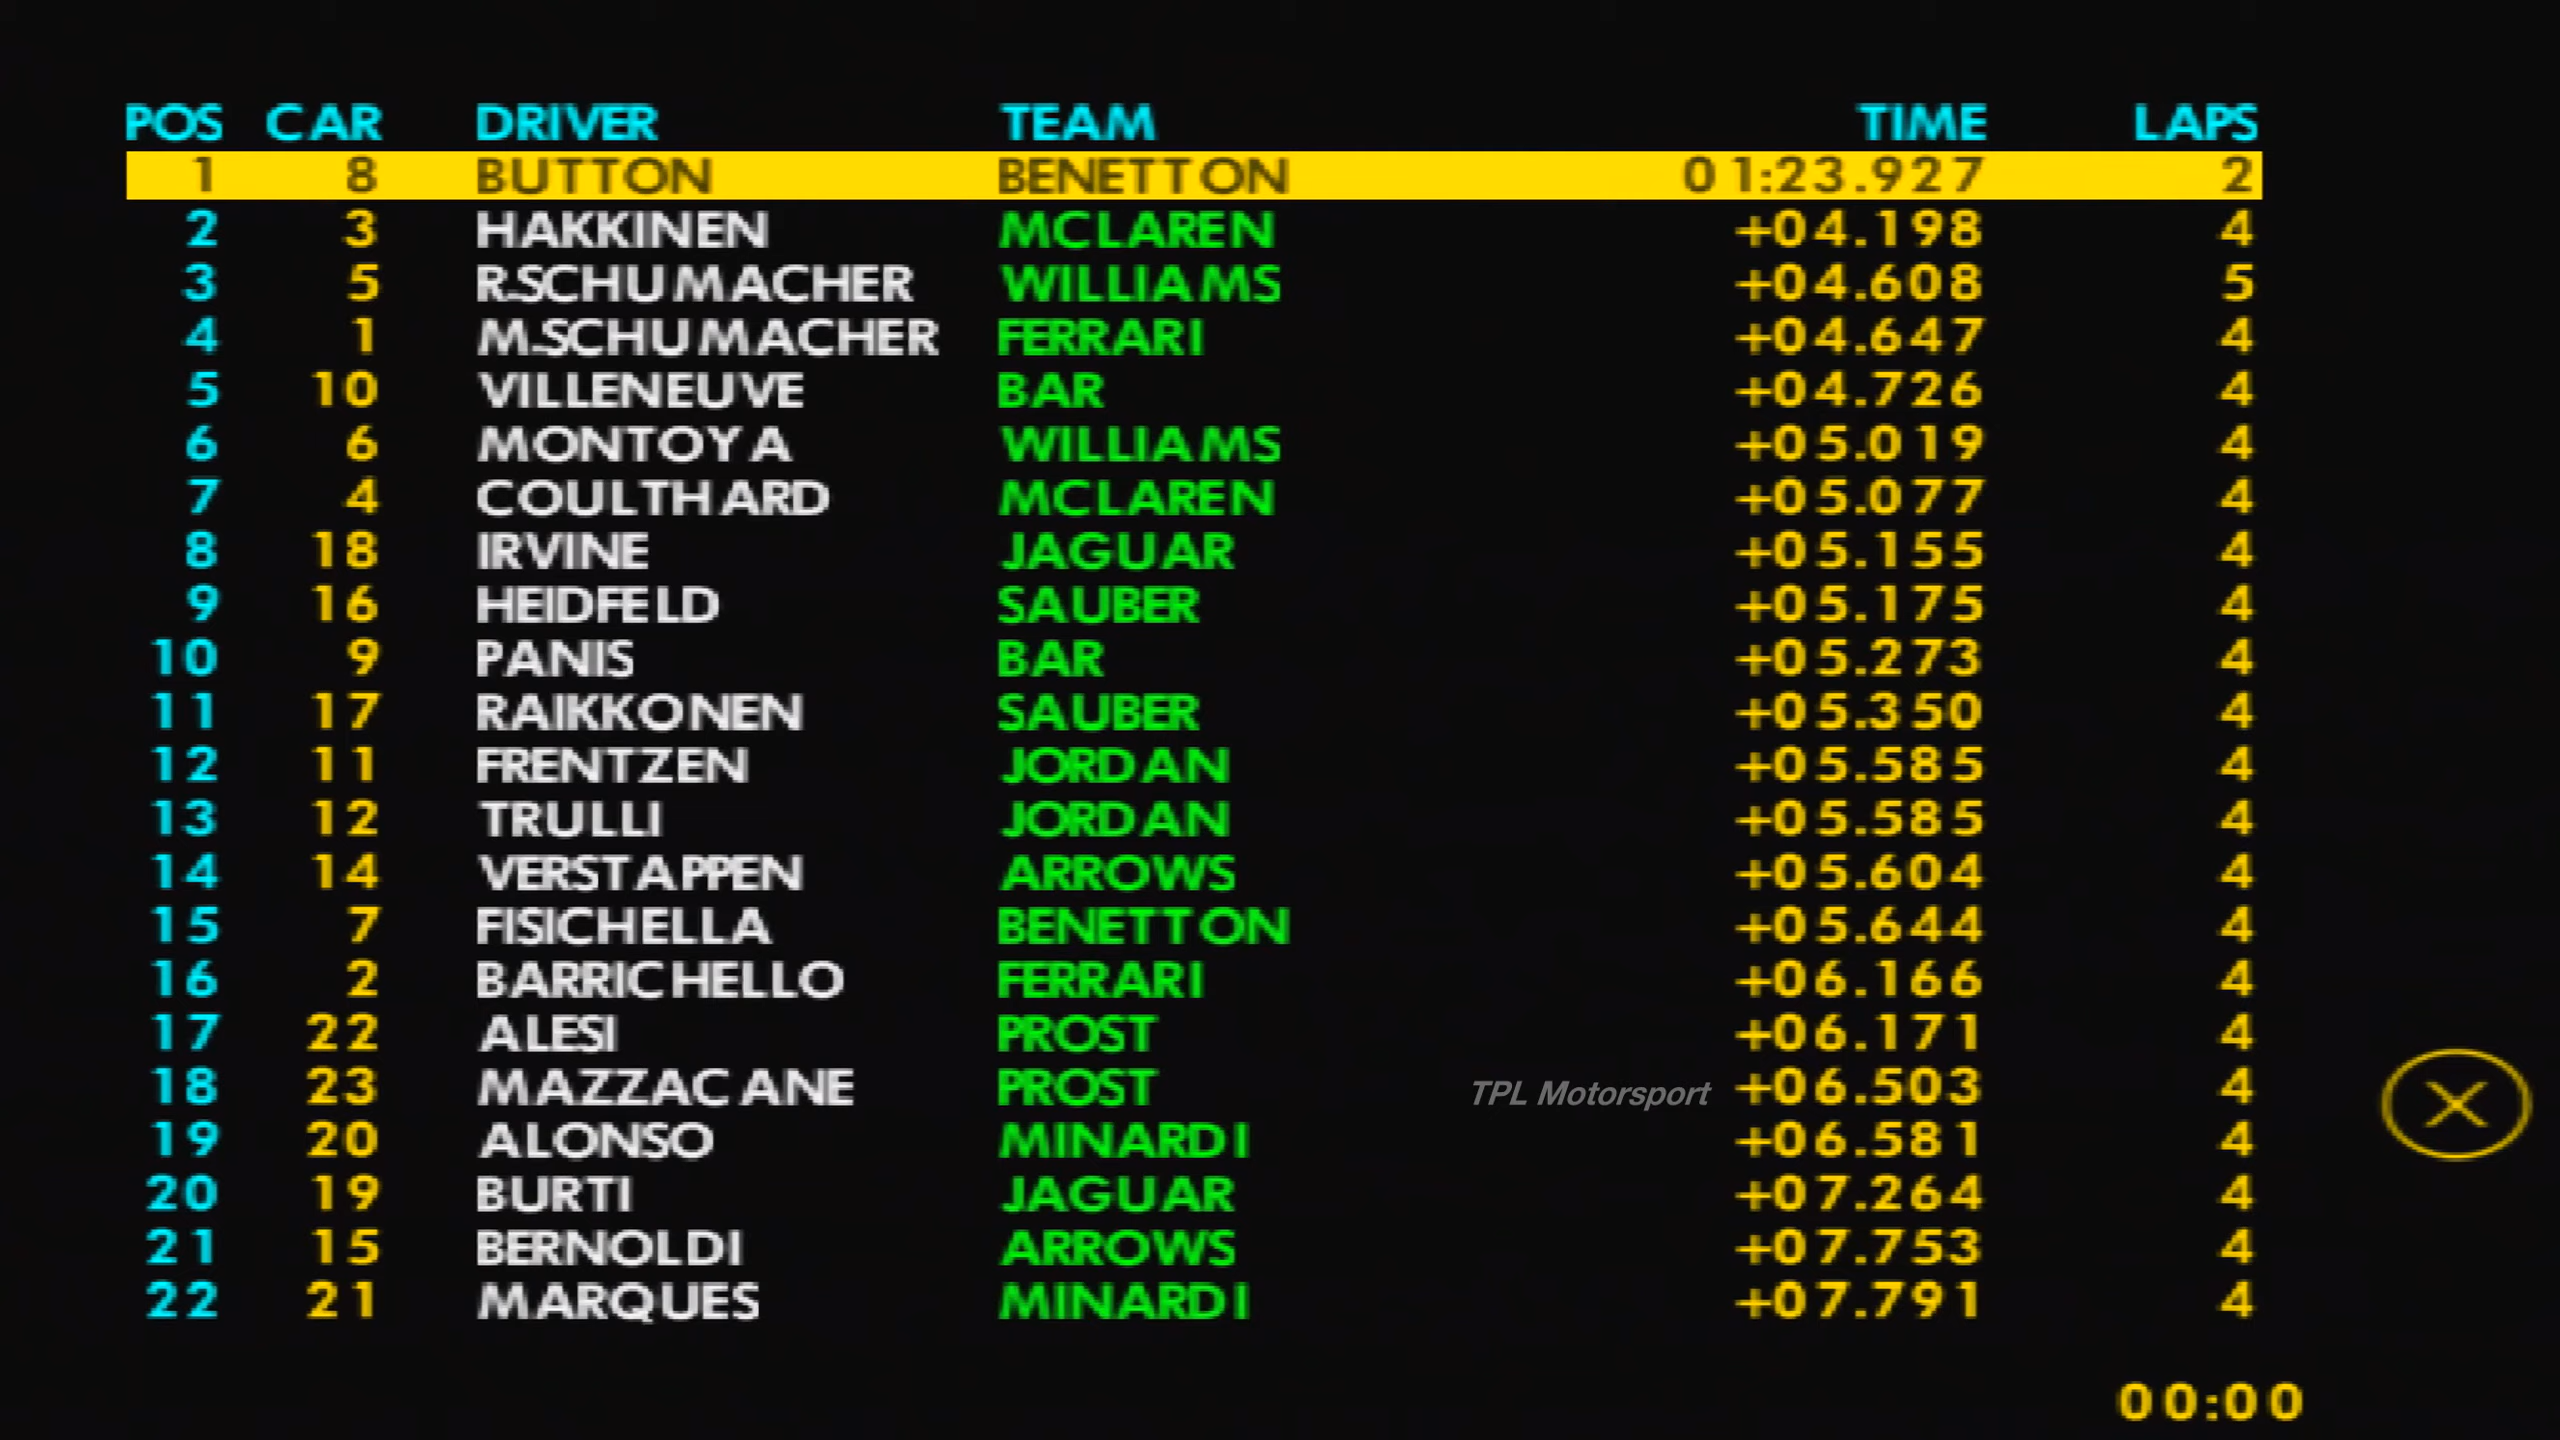 POS CAR DRIVER TEAM TIME LAPS
1 8 BUTTON BENETTON 01:23.927 2
2 3 HAKKINEN MCLAREN +04.198 4
3 5 R.SCHUMACHER WILLIAMS +04.608 5
4 1 M.SCHUMACHER FERRARI +04.647 4
5 10 VILLENEUVE BAR +04.726 4
6 6 MONTOYA WILLIAMS +05.019 4
7 4 COULTHARD MCLAREN +05.077 4
8 18 IRVINE JAGUAR +05.155 4
9 16 HEIDFELD SAUBER +05.175 4
10 9 PANIS BAR +05.273 4
11 17 RAIKKONEN SAUBER +05.350 4
12 11 FRENTZEN JORDAN +05.585 4
13 12 TRULLI JORDAN +05.585 4
14 14 VERSTAPPEN ARROWS +05.604 4
15 7 FISICHELLA BENETTON +05.644 4
16 2 BARRICHELLO FERRARI +06.166 4
17 22 ALESI PROST +06.171 4
18 23 MAZZACANE PROST TPL Motorsport +06.503 4
19 20 ALONSO MINARDI +06.581 4
20 19 BURTI JAGUAR +07.264 4
21 15 BERNOLDI ARROWS +07.753 4
22 21 MARQUES MINARDI +07.791 4
00:00